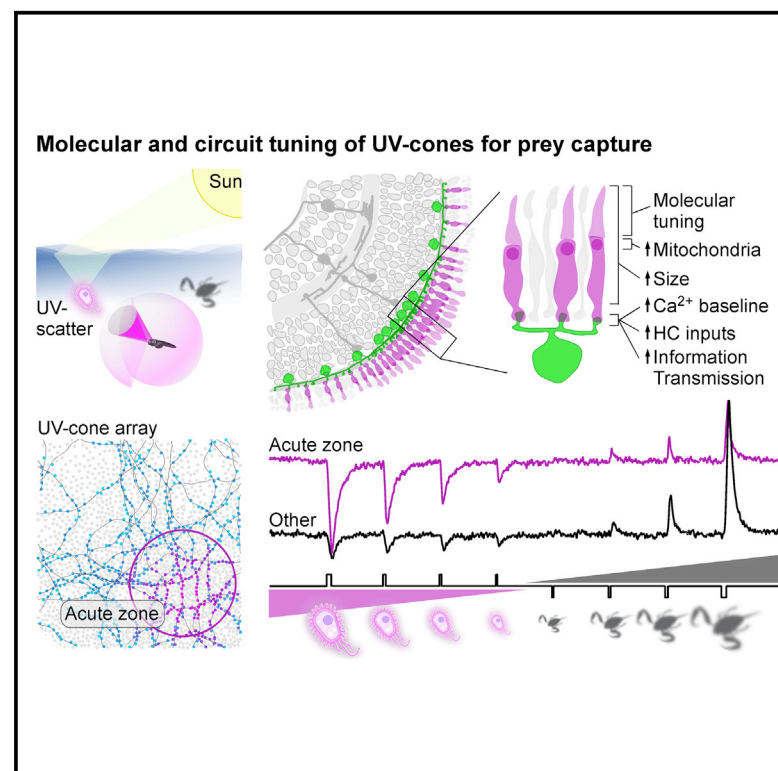 Molecular and circuit tuning of UV-cones for prey capture
Sun
UV-
scatter
Molecular
tuning
Mitochondria
Size
Ca²⁺ baseline
HC inputs
Information
Transmission
UV-cone array
Acute zone
Acute zone
Other